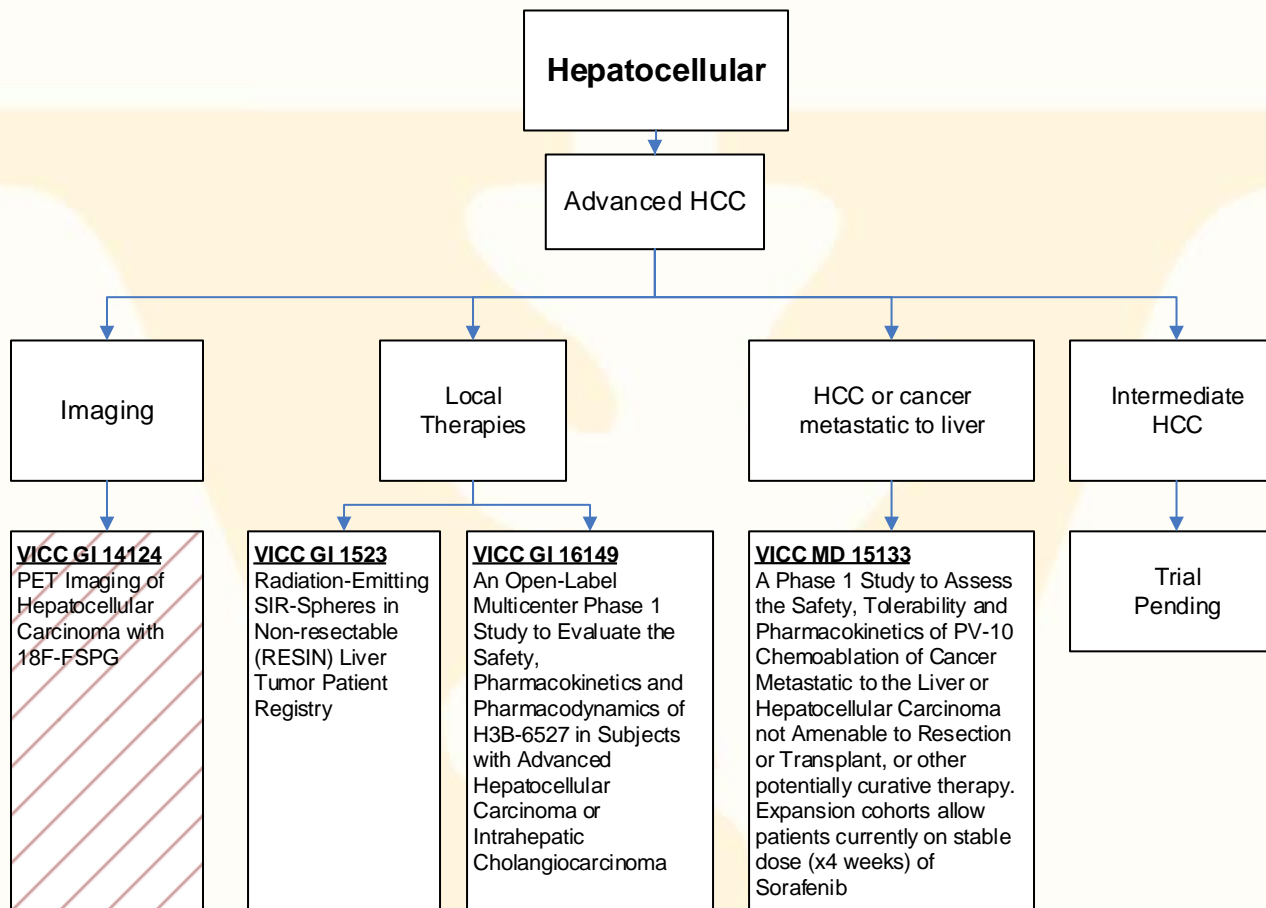 Hepatocellular
Advanced HCC
Imaging
Local
Therapies
HCC or cancer
metastatic to liver
Intermediate
HCC
VICC GI 14124
PET Imaging of
Hepatocellular
Carcinoma with
18F-FSPG
VICC GI 1523
Radiation-Emitting
SIR-Spheres in
Non-resectable
(RESIN) Liver
Tumor Patient
Registry
VICC GI 16149
An Open-Label
Multicenter Phase 1
Study to Evaluate the
Safety,
Pharmacokinetics and
Pharmacodynamics of
H3B-6527 in Subjects
with Advanced
Hepatocellular
Carcinoma or
Intrahepatic
Cholangiocarcinoma
VICC MD 15133
A Phase 1 Study to Assess
the Safety, Tolerability and
Pharmacokinetics of PV-10
Chemoablation of Cancer
Metastatic to the Liver or
Hepatocellular Carcinoma
not Amenable to Resection
or Transplant, or other
potentially curative therapy.
Expansion cohorts allow
patients currently on stable
dose (x4 weeks) of
Sorafenib
Trial
Pending